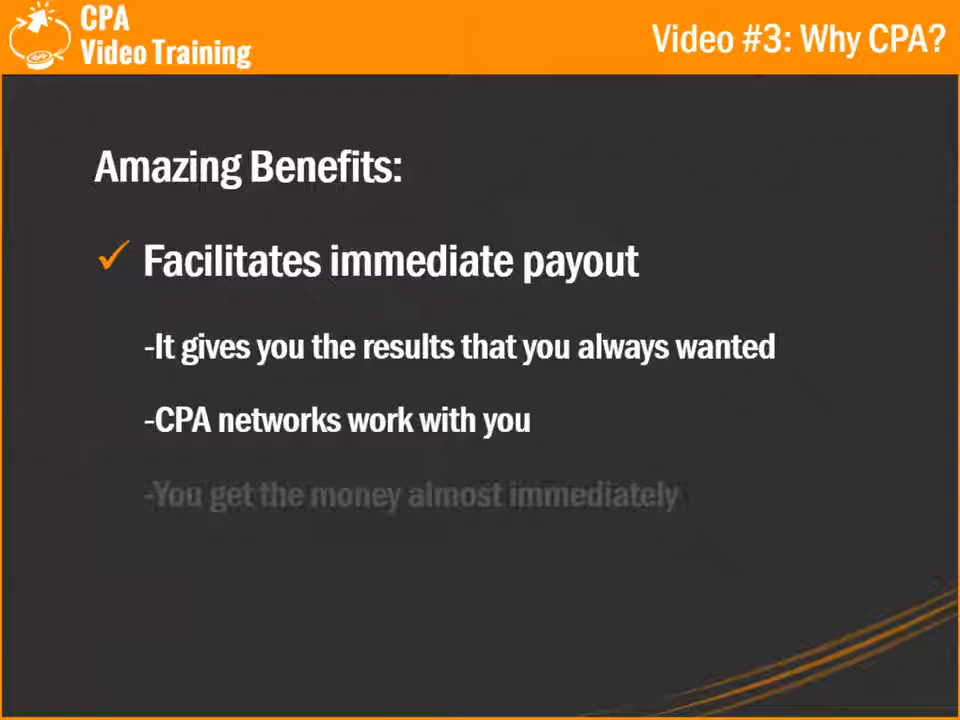 CPA
Video Training
Video #3: Why CPA?
Amazing Benefits:
✓ Facilitates immediate payout
-It gives you the results that you always wanted
-CPA networks work with you
-You get the money almost immediately